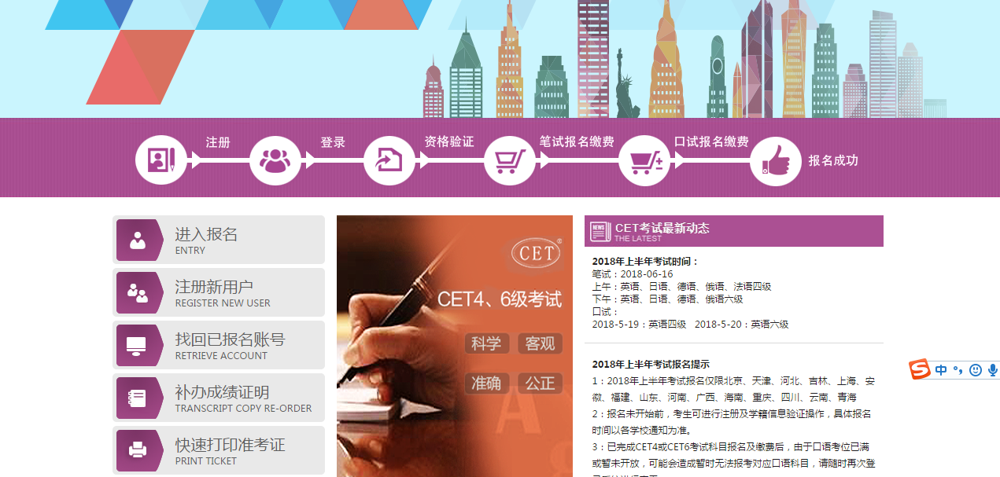 注册
登录
资格验证
笔试报名缴费
口试报名缴费
报名成功
进入报名
ENTRY
注册新用户
REGISTER NEW USER
找回已报名账号
RETRIEVE ACCOUNT
补办成绩证明
TRANSCRIPT COPY RE-ORDER
快速打印准考证
PRINT TICKET
CET®
CET4、6级考试
科学 客观
准确 公正
A
NEWS
CET考试最新动态
THE LATEST
2018年上半年考试时间：
笔试：2018-06-16
上午：英语、日语、德语、俄语、法语四级
下午：英语、日语、德语、俄语六级
口试：
2018-5-19：英语四级 2018-5-20：英语六级
2018年上半年考试报名提示
1：2018年上半年考试报名仅限北京、天津、河北、吉林、上海、安
徽、福建、山东、河南、广西、海南、重庆、四川、云南、青海
2：报名未开始前，考生可进行注册及学籍信息验证操作，具体报名
时间以各学校通知为准。
3：已完成CET4或CET6考试科目报名及缴费后，由于口语考位已满
或暂未开放，可能会造成暂时无法报考对应口语科目，请随时再次登
S 中